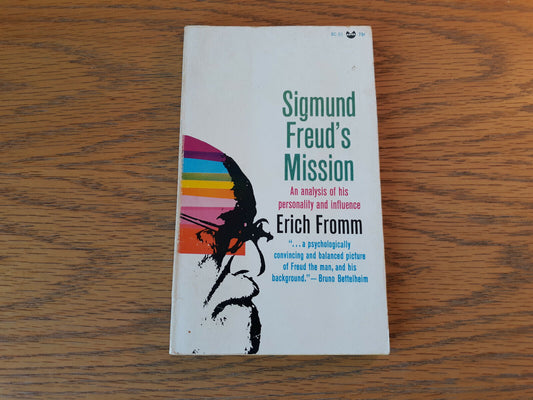 Sigmund
Freud's
Mission
An analysis of his
personality and influence
Erich Fromm
"...a psychologically
convincing and balanced picture
of Freud the man, and his
background."—Bruno Bettelheim